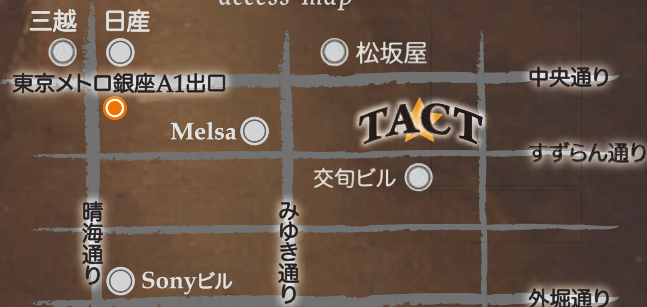 access map
三越
日産
松坂屋
中央通り
東京メトロ銀座A1出口
Melsa
TACT
すずらん通り
交旬ビル
晴海通り
みゆき通り
Sonyビル
外堀通り